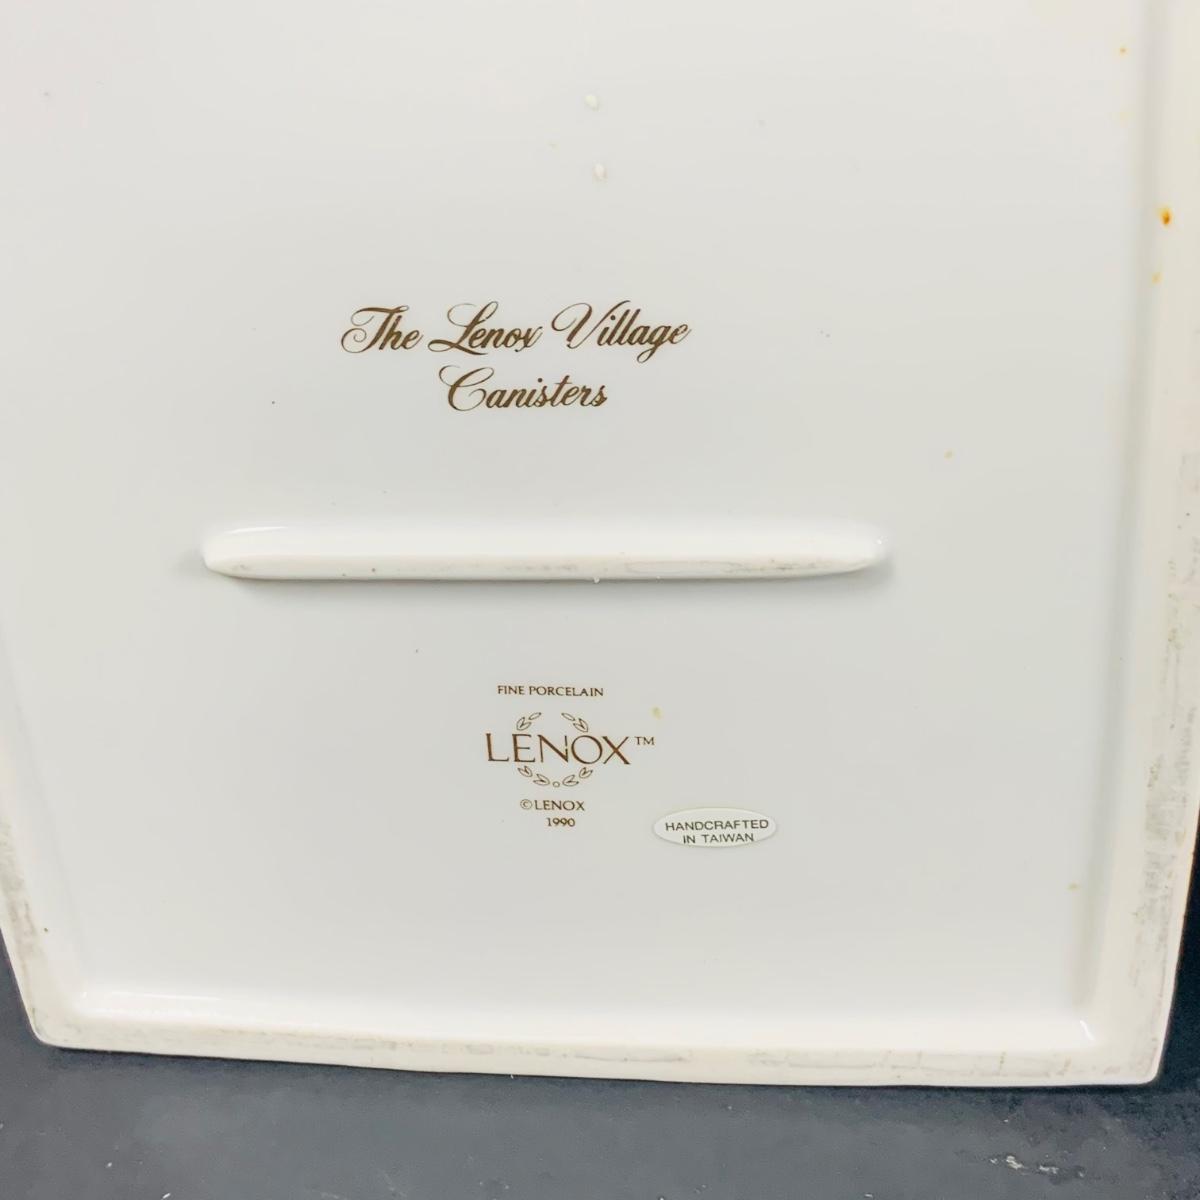 The Lenox Village
Canisters
FINE PORCELAIN
LENOX™
©LENOX
1990
HANDCRAFTED
IN TAIWAN